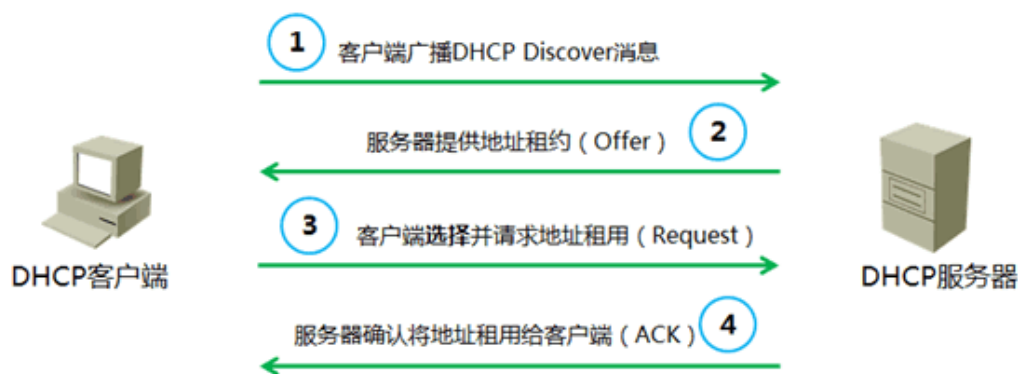 1 客户端广播DHCP Discover消息
服务器提供地址租约（Offer） 2
3 客户端选择并请求地址租用（Request）
DHCP客户端
DHCP服务器
服务器确认将地址租用给客户端（ACK） 4